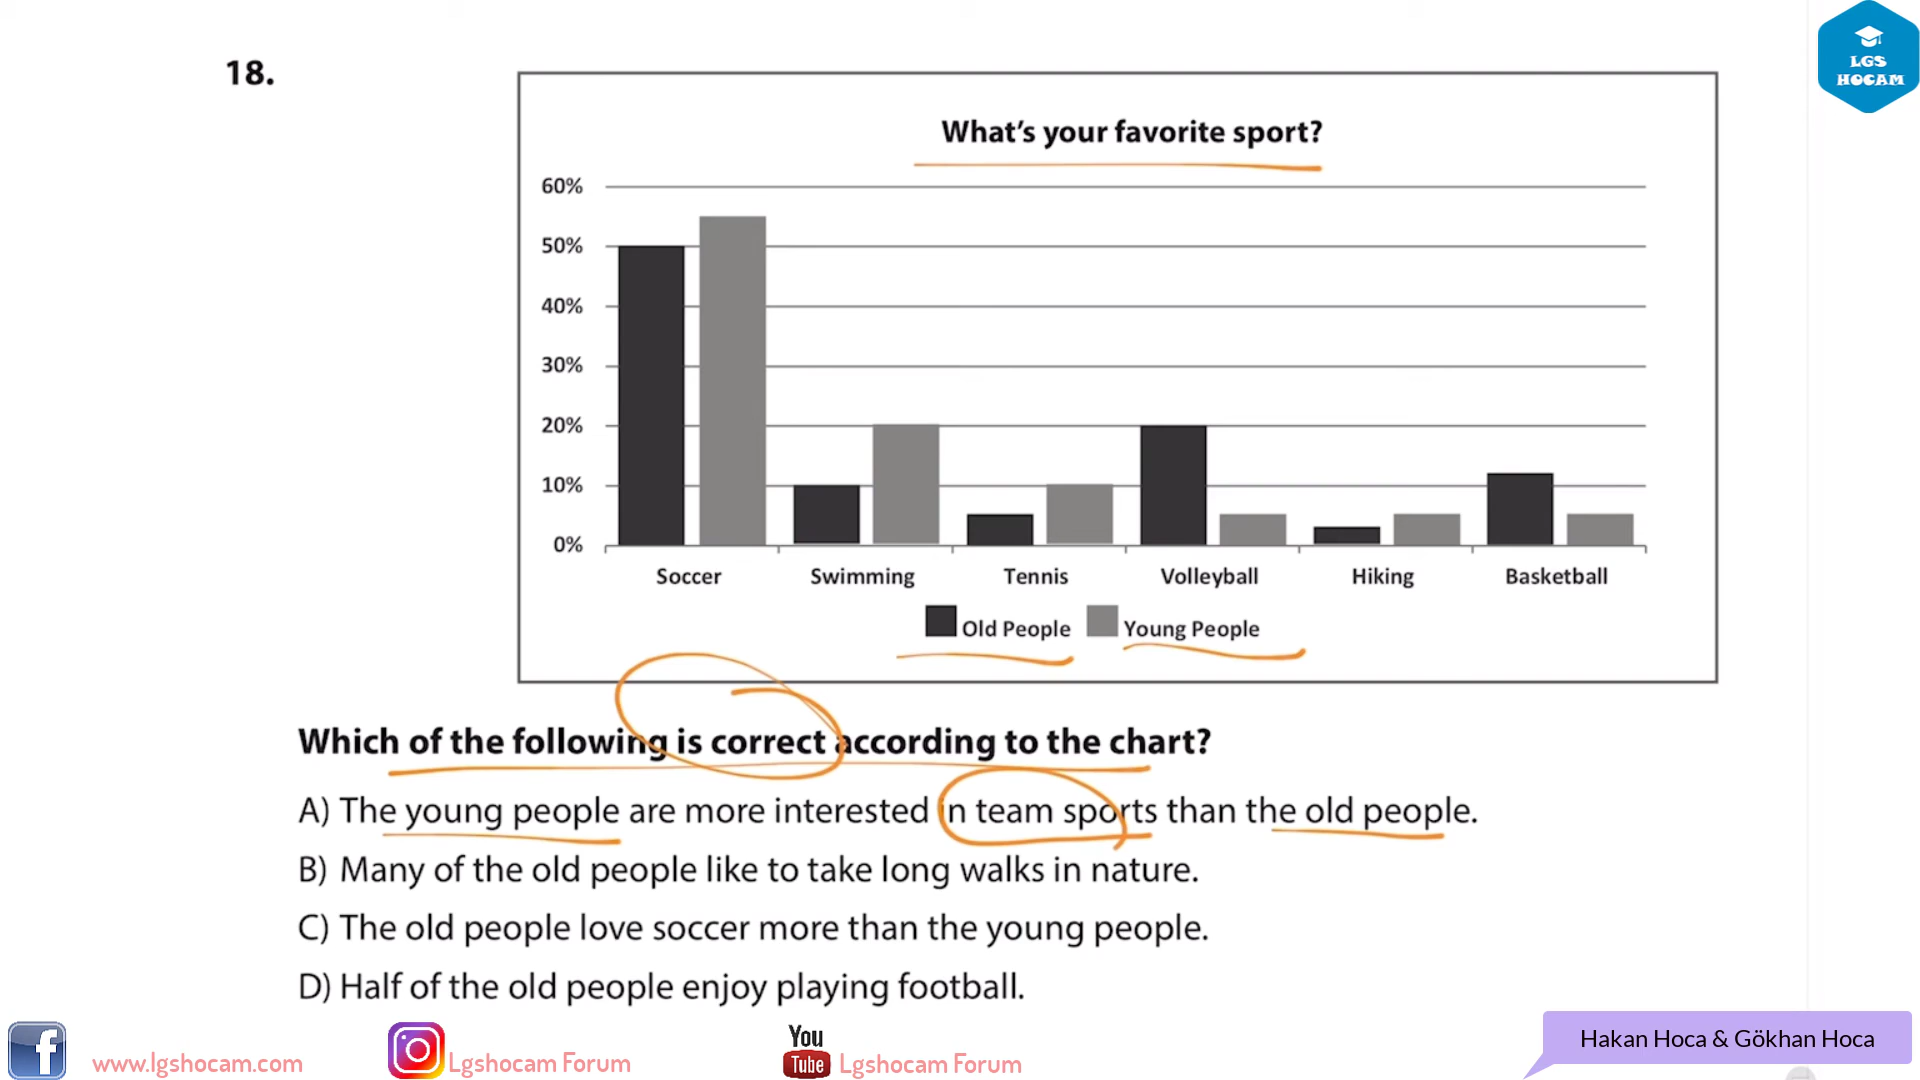 LGS
HOCAM
18.
What's your favorite sport?
60%
50%
40%
30%
20%
10%
0%
Soccer Swimming Tennis Volleyball Hiking Basketball
Old People Young People
Which of the following is correct according to the chart?
A) The young people are more interested in team sports than the old people.
B) Many of the old people like to take long walks in nature.
C) The old people love soccer more than the young people.
D) Half of the old people enjoy playing football.
www.lgshocam.com
Lgshocam Forum
You
Tube
Lgshocam Forum
Hakan Hoca & Gökhan Hoca